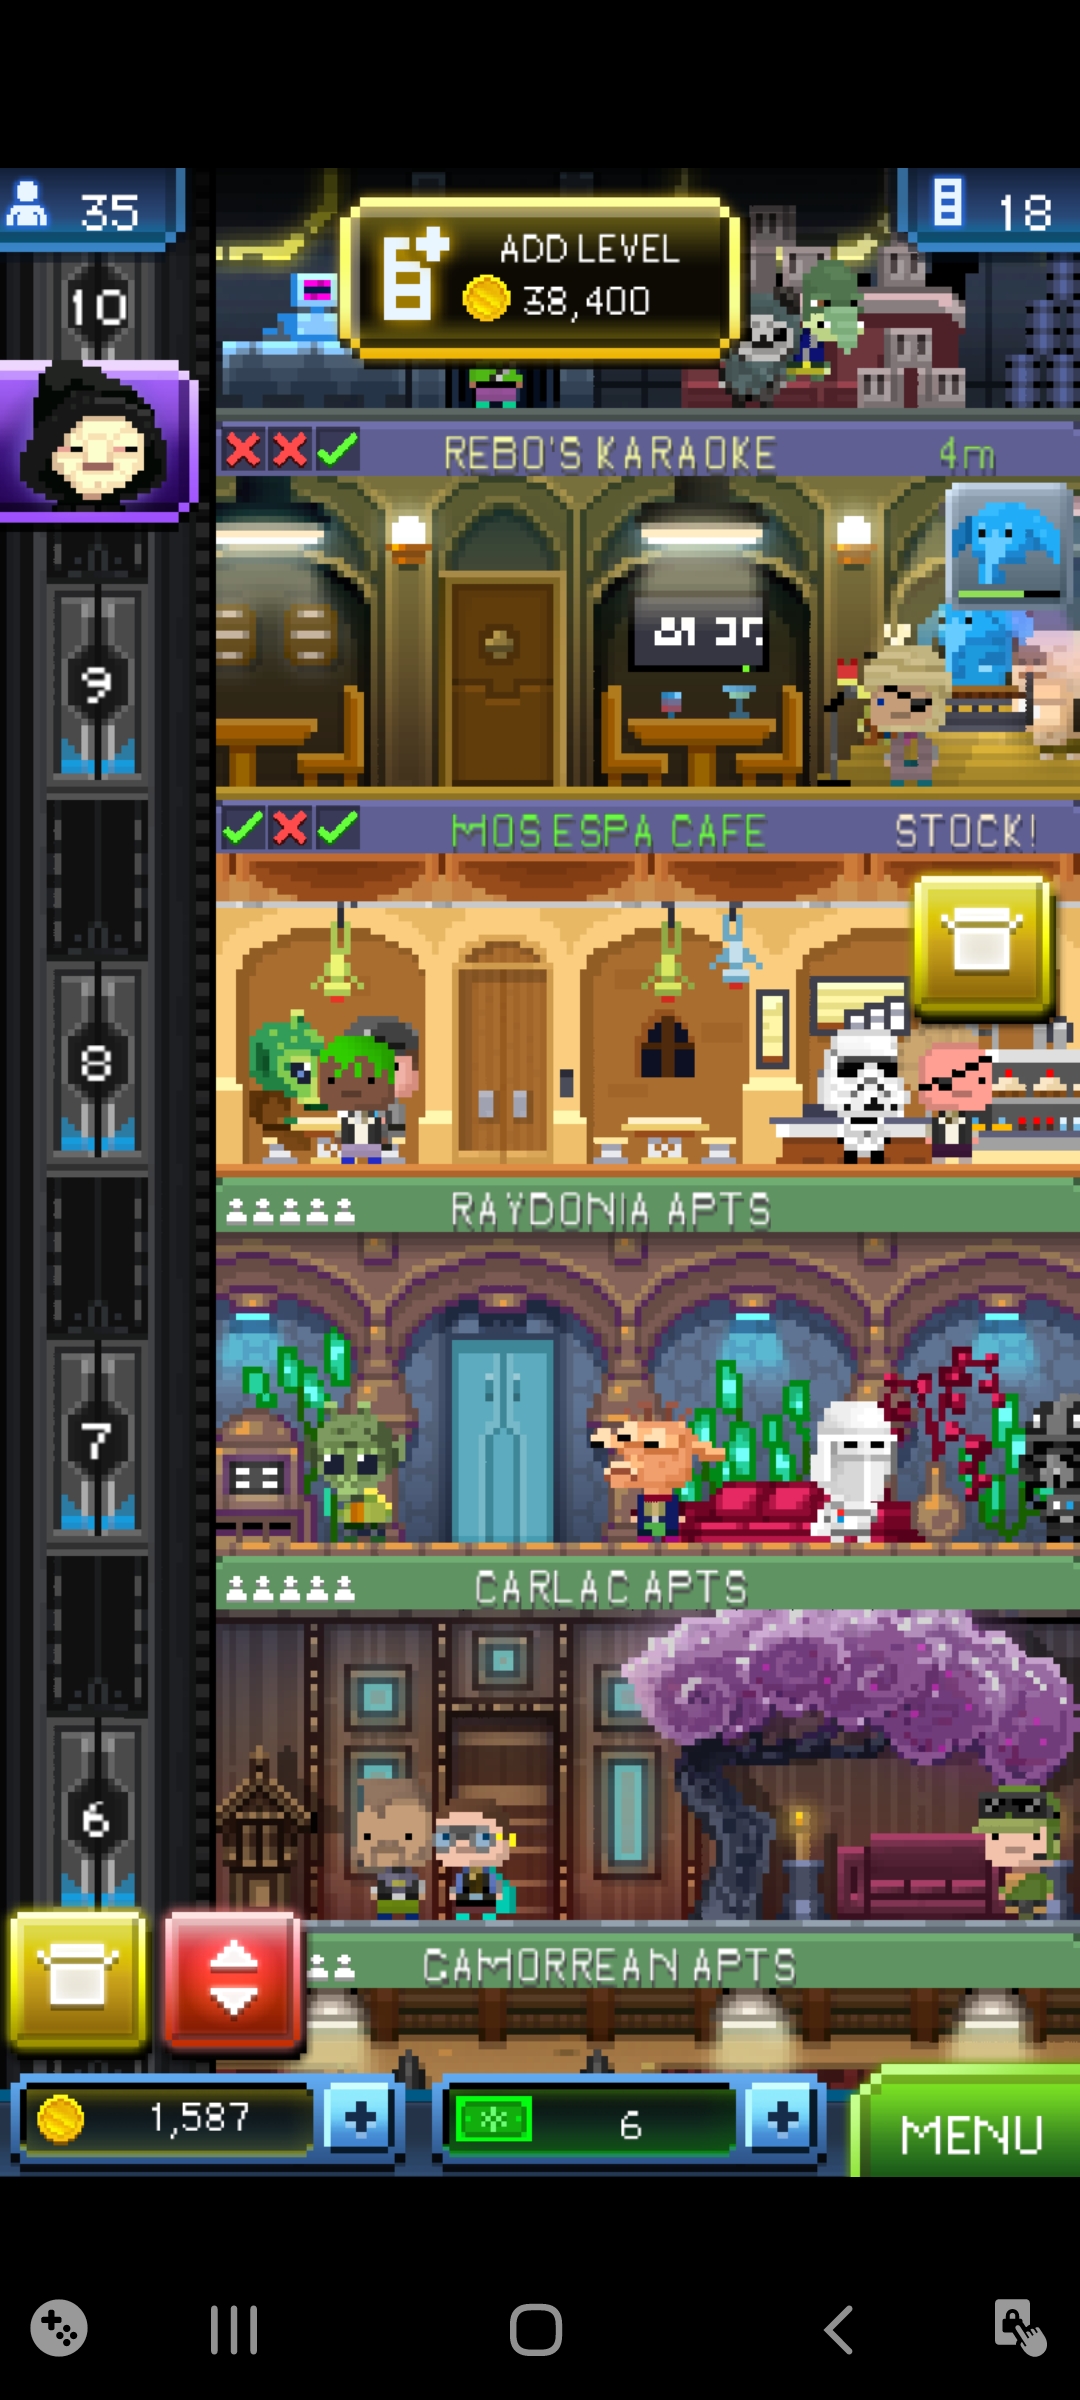 35
18
ADD LEVEL
38,400
10
REBO'S KARAOKE
4m
9
MOS ESPA CAFE
STOCK!
8
RAYDONIA APTS
7
CARLAC APTS
6
GAMORREAN APTS
1,587
6
MENU